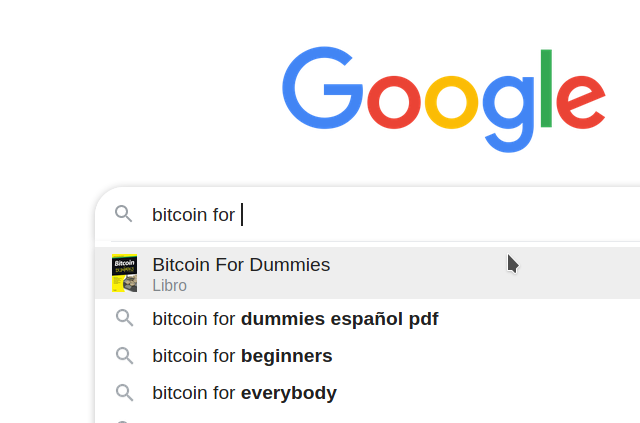 Google
bitcoin for
Bitcoin For Dummies
Libro
bitcoin for dummies español pdf
bitcoin for beginners
bitcoin for everybody